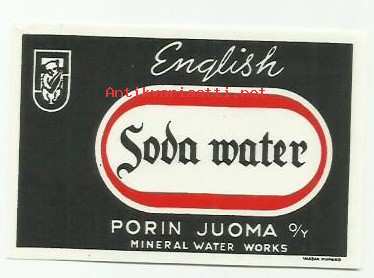 English
Antikvariaatti.net
Soda water
PORIN JUOMA O/Y
MINERAL WATER WORKS